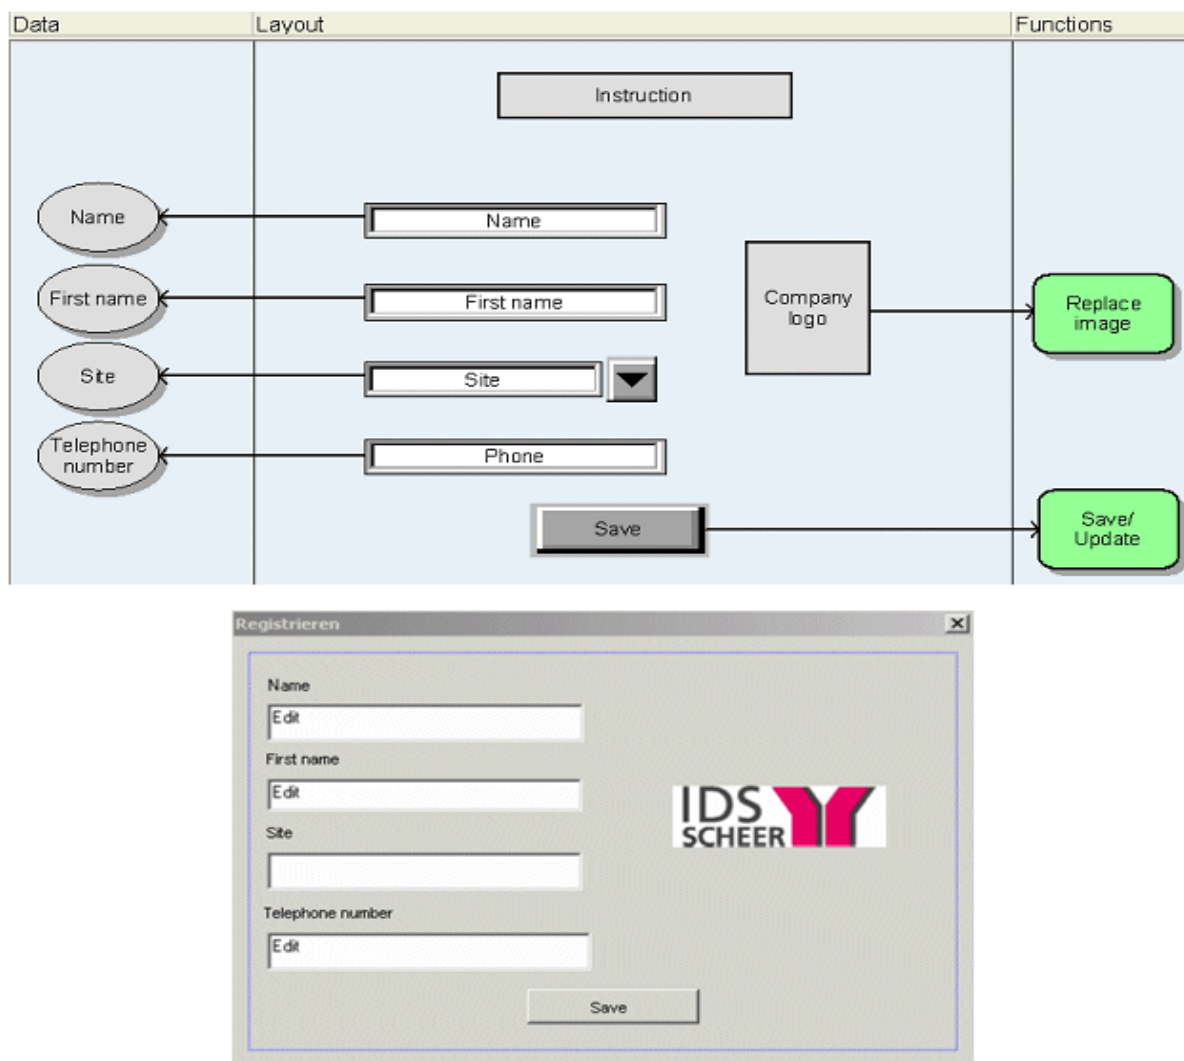 Data Layout Functions
Instruction
Name Name
First name First name
Company
logo
Replace
image
Site Site
Telephone
number
Phone
Save
Save/
Update
Registrieren
Name
Edit
First name
Edit
IDS
SCHEER
Site
Telephone number
Edit
Save